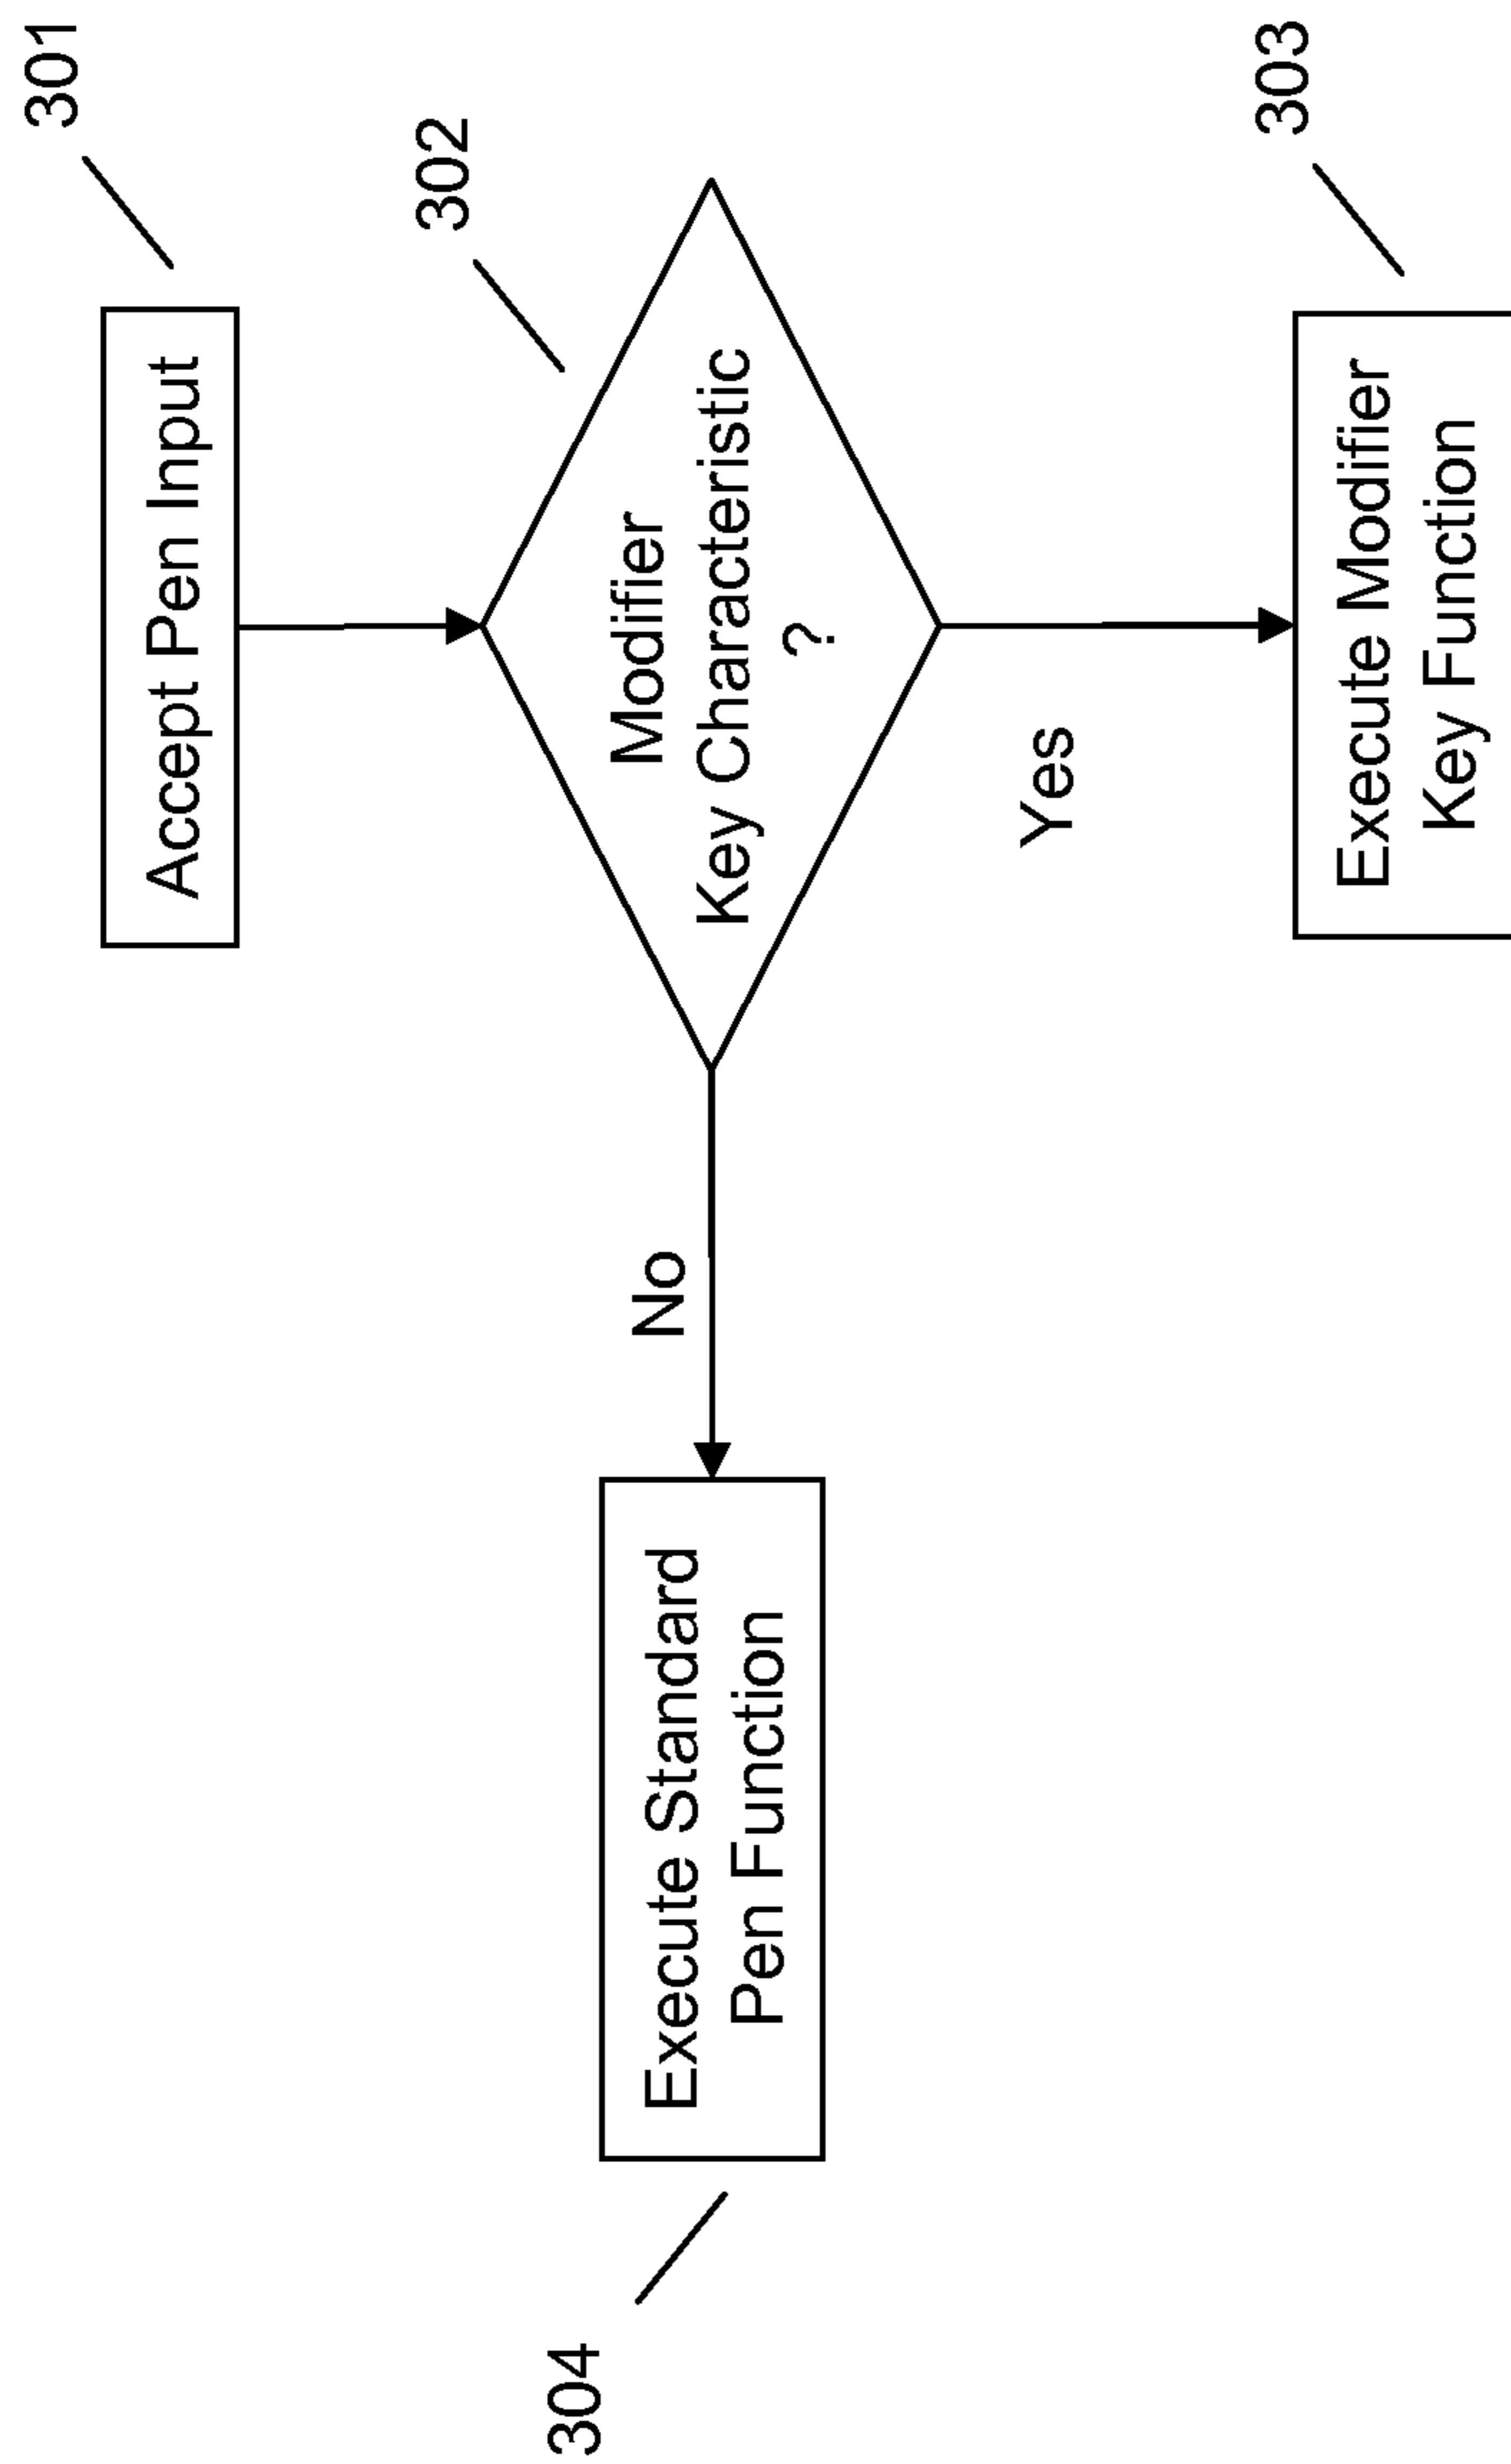 301
Accept Pen Input
302
Modifier
Key Characteristic
?
No
Yes
304
Execute Standard
Pen Function
303
Execute Modifier
Key Function